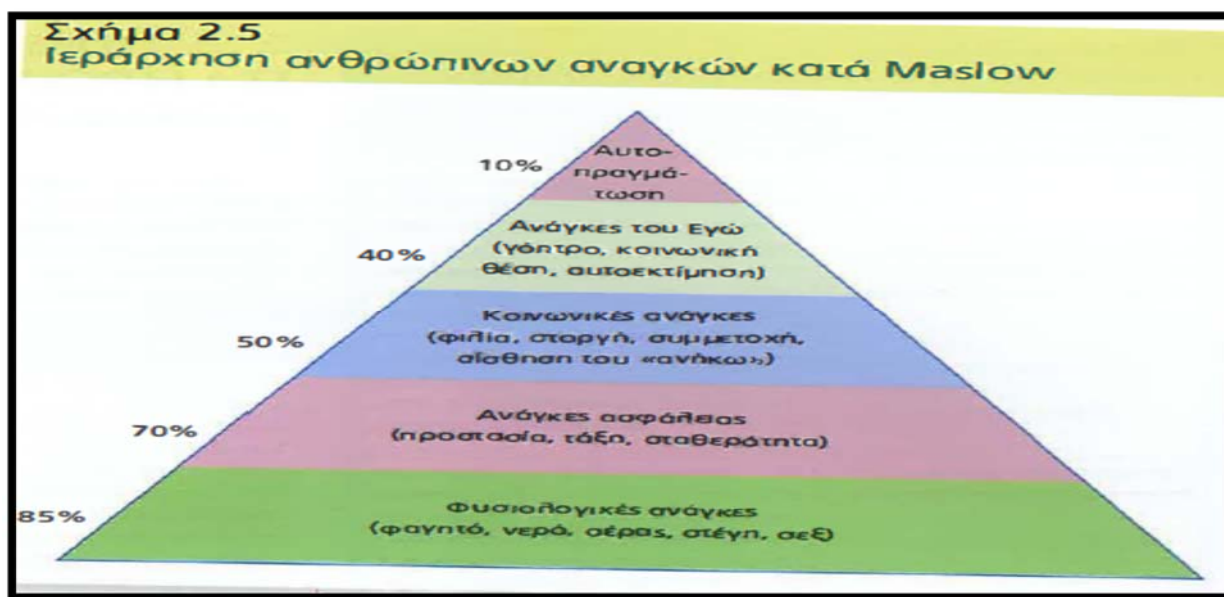 Σχήμα 2.5
Ιεράρχηση ανθρώπινων αναγκών κατά Maslow
10%
Αυτο-
πραγμά-
τωση
40%
Ανάγκες του Εγώ
(γόητρο, κοινωνική
θέση, αυτοεκτίμηση)
50%
Κοινωνικές ανάγκες
(φιλία, στοργή, συμμετοχή,
αίσθηση του «ανήκω»)
70%
Ανάγκες ασφάλειας
(προστασία, τάξη, σταθερότητα)
85%
Φυσιολογικές ανάγκες
(φαγητό, νερό, αέρας, στέγη, σεξ)